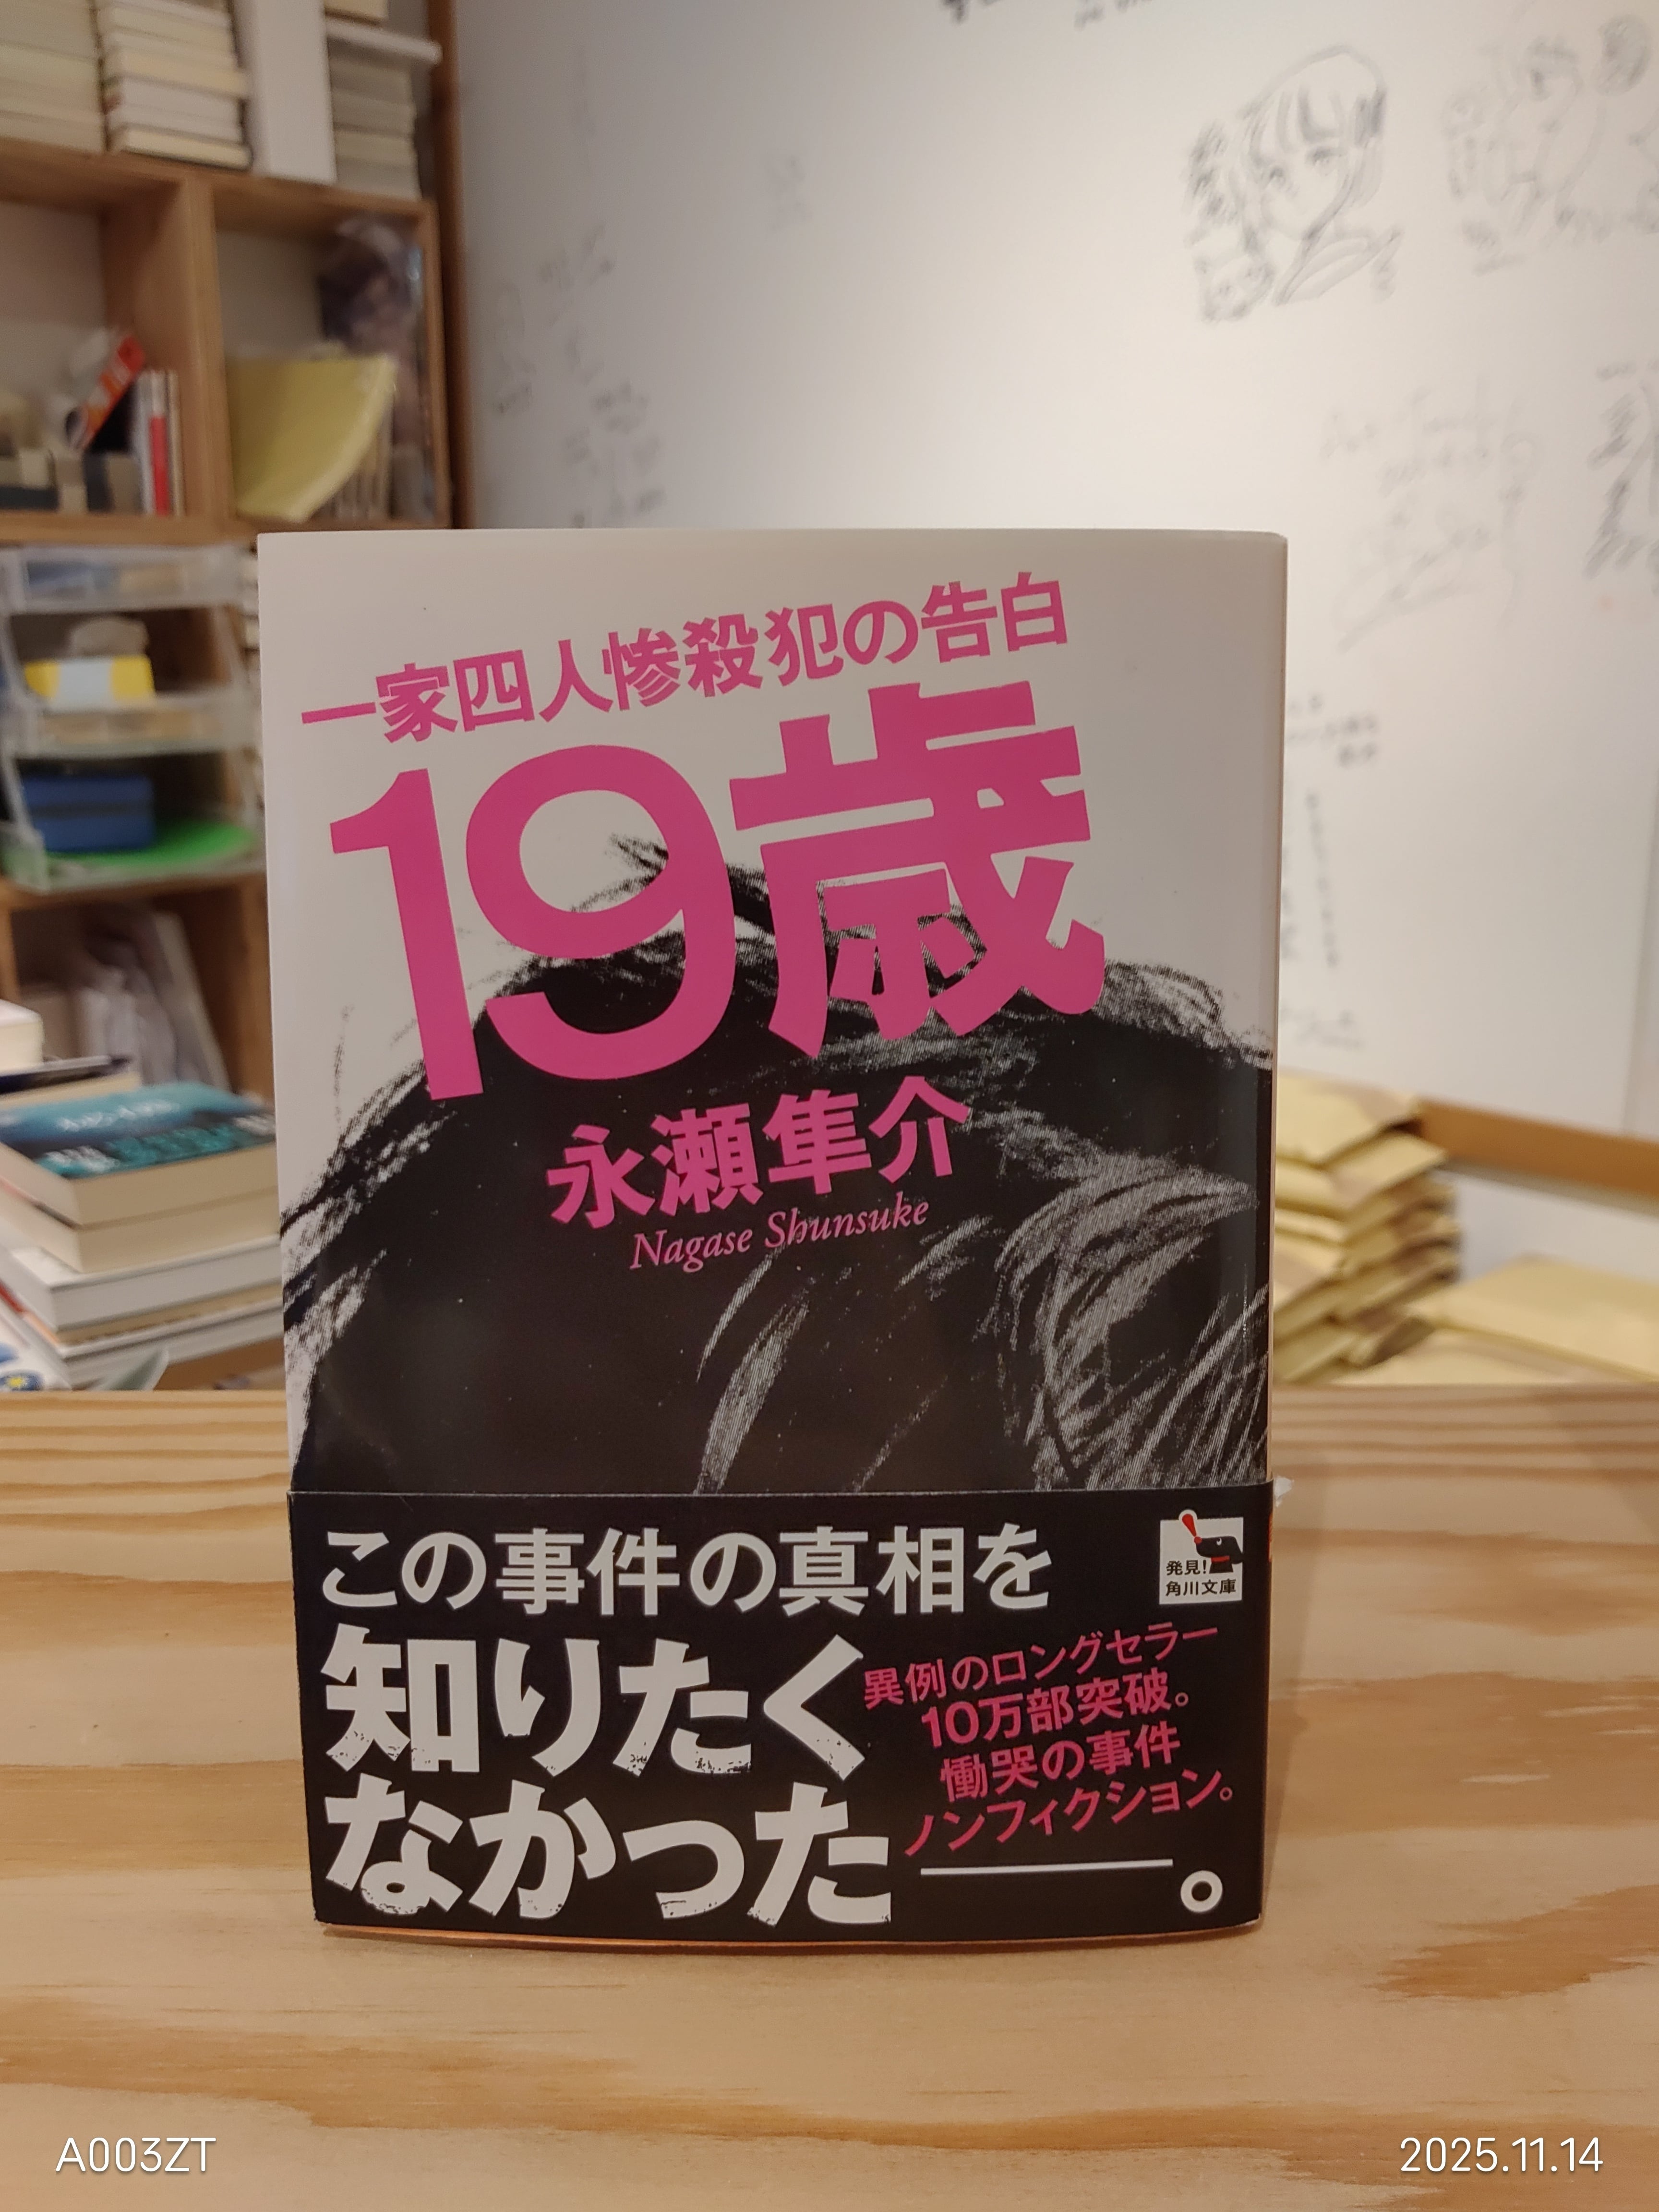 一家四人惨殺犯の告白
19歳
永瀬隼介
Nagase Shunsuke
この事件の真相を
知りたく
なかった――。
発見!
角川文庫
異例のロングセラー
10万部突破。
慟哭の事件
ノンフィクション。
A003ZT
2025.11.14